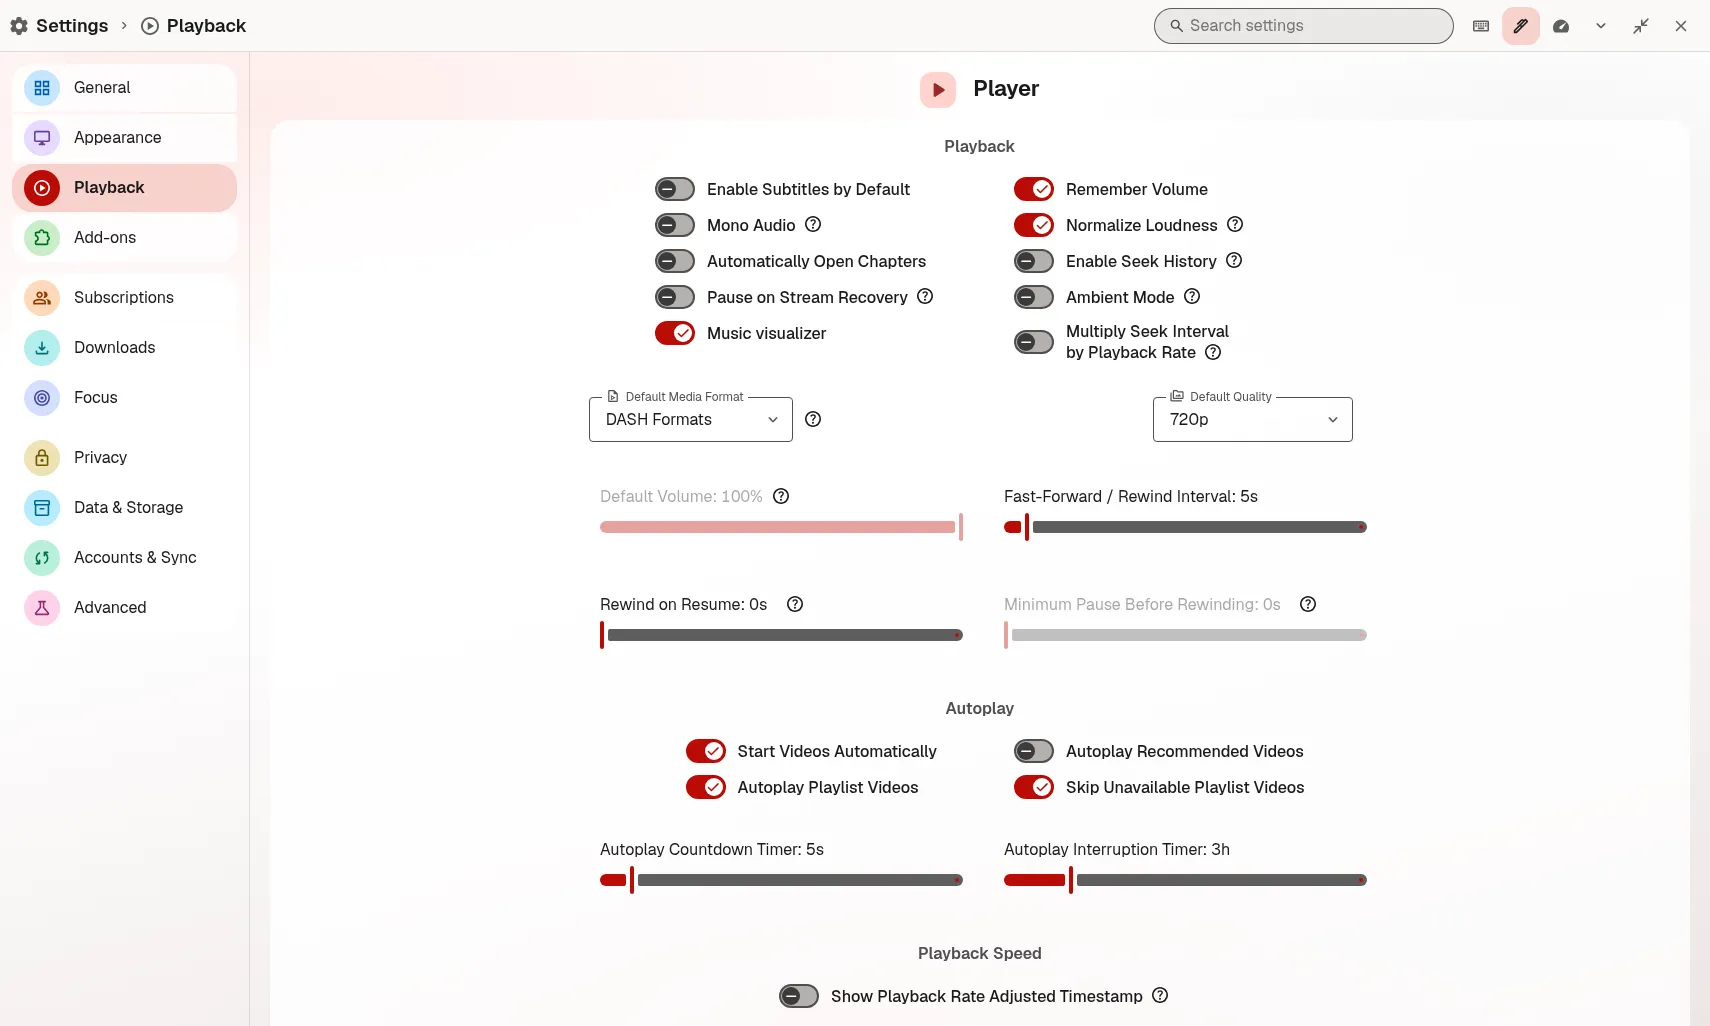 Settings
Playback
Search settings
General
Appearance
Playback
Add-ons
Subscriptions
Downloads
Focus
Privacy
Data & Storage
Accounts & Sync
Advanced
Player
Playback
Enable Subtitles by Default
Remember Volume
Mono Audio
Normalize Loudness
Automatically Open Chapters
Enable Seek History
Pause on Stream Recovery
Ambient Mode
Music visualizer
Multiply Seek Interval
by Playback Rate
Default Media Format
DASH Formats
Default Quality
720p
Default Volume: 100%
Fast-Forward / Rewind Interval: 5s
Rewind on Resume: 0s
Minimum Pause Before Rewinding: 0s
Autoplay
Start Videos Automatically
Autoplay Recommended Videos
Autoplay Playlist Videos
Skip Unavailable Playlist Videos
Autoplay Countdown Timer: 5s
Autoplay Interruption Timer: 3h
Playback Speed
Show Playback Rate Adjusted Timestamp